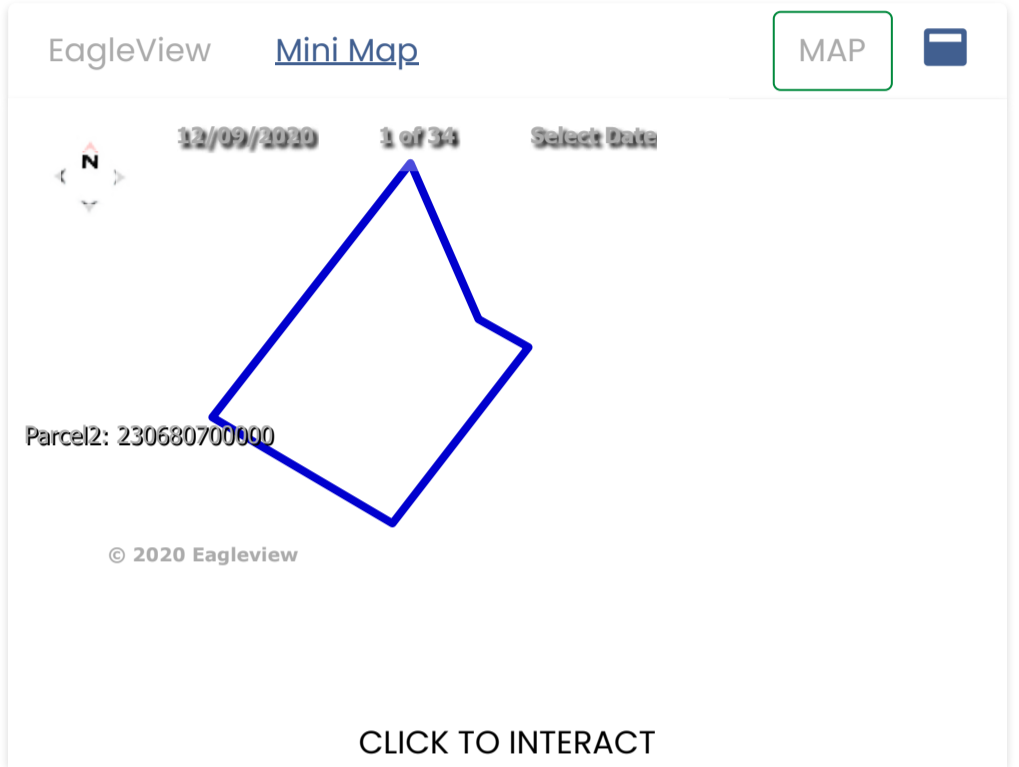 EagleView Mini Map MAP
12/09/2020 1 of 34 Select Date
N
Parcel2: 230680700000
© 2020 Eagleview
CLICK TO INTERACT